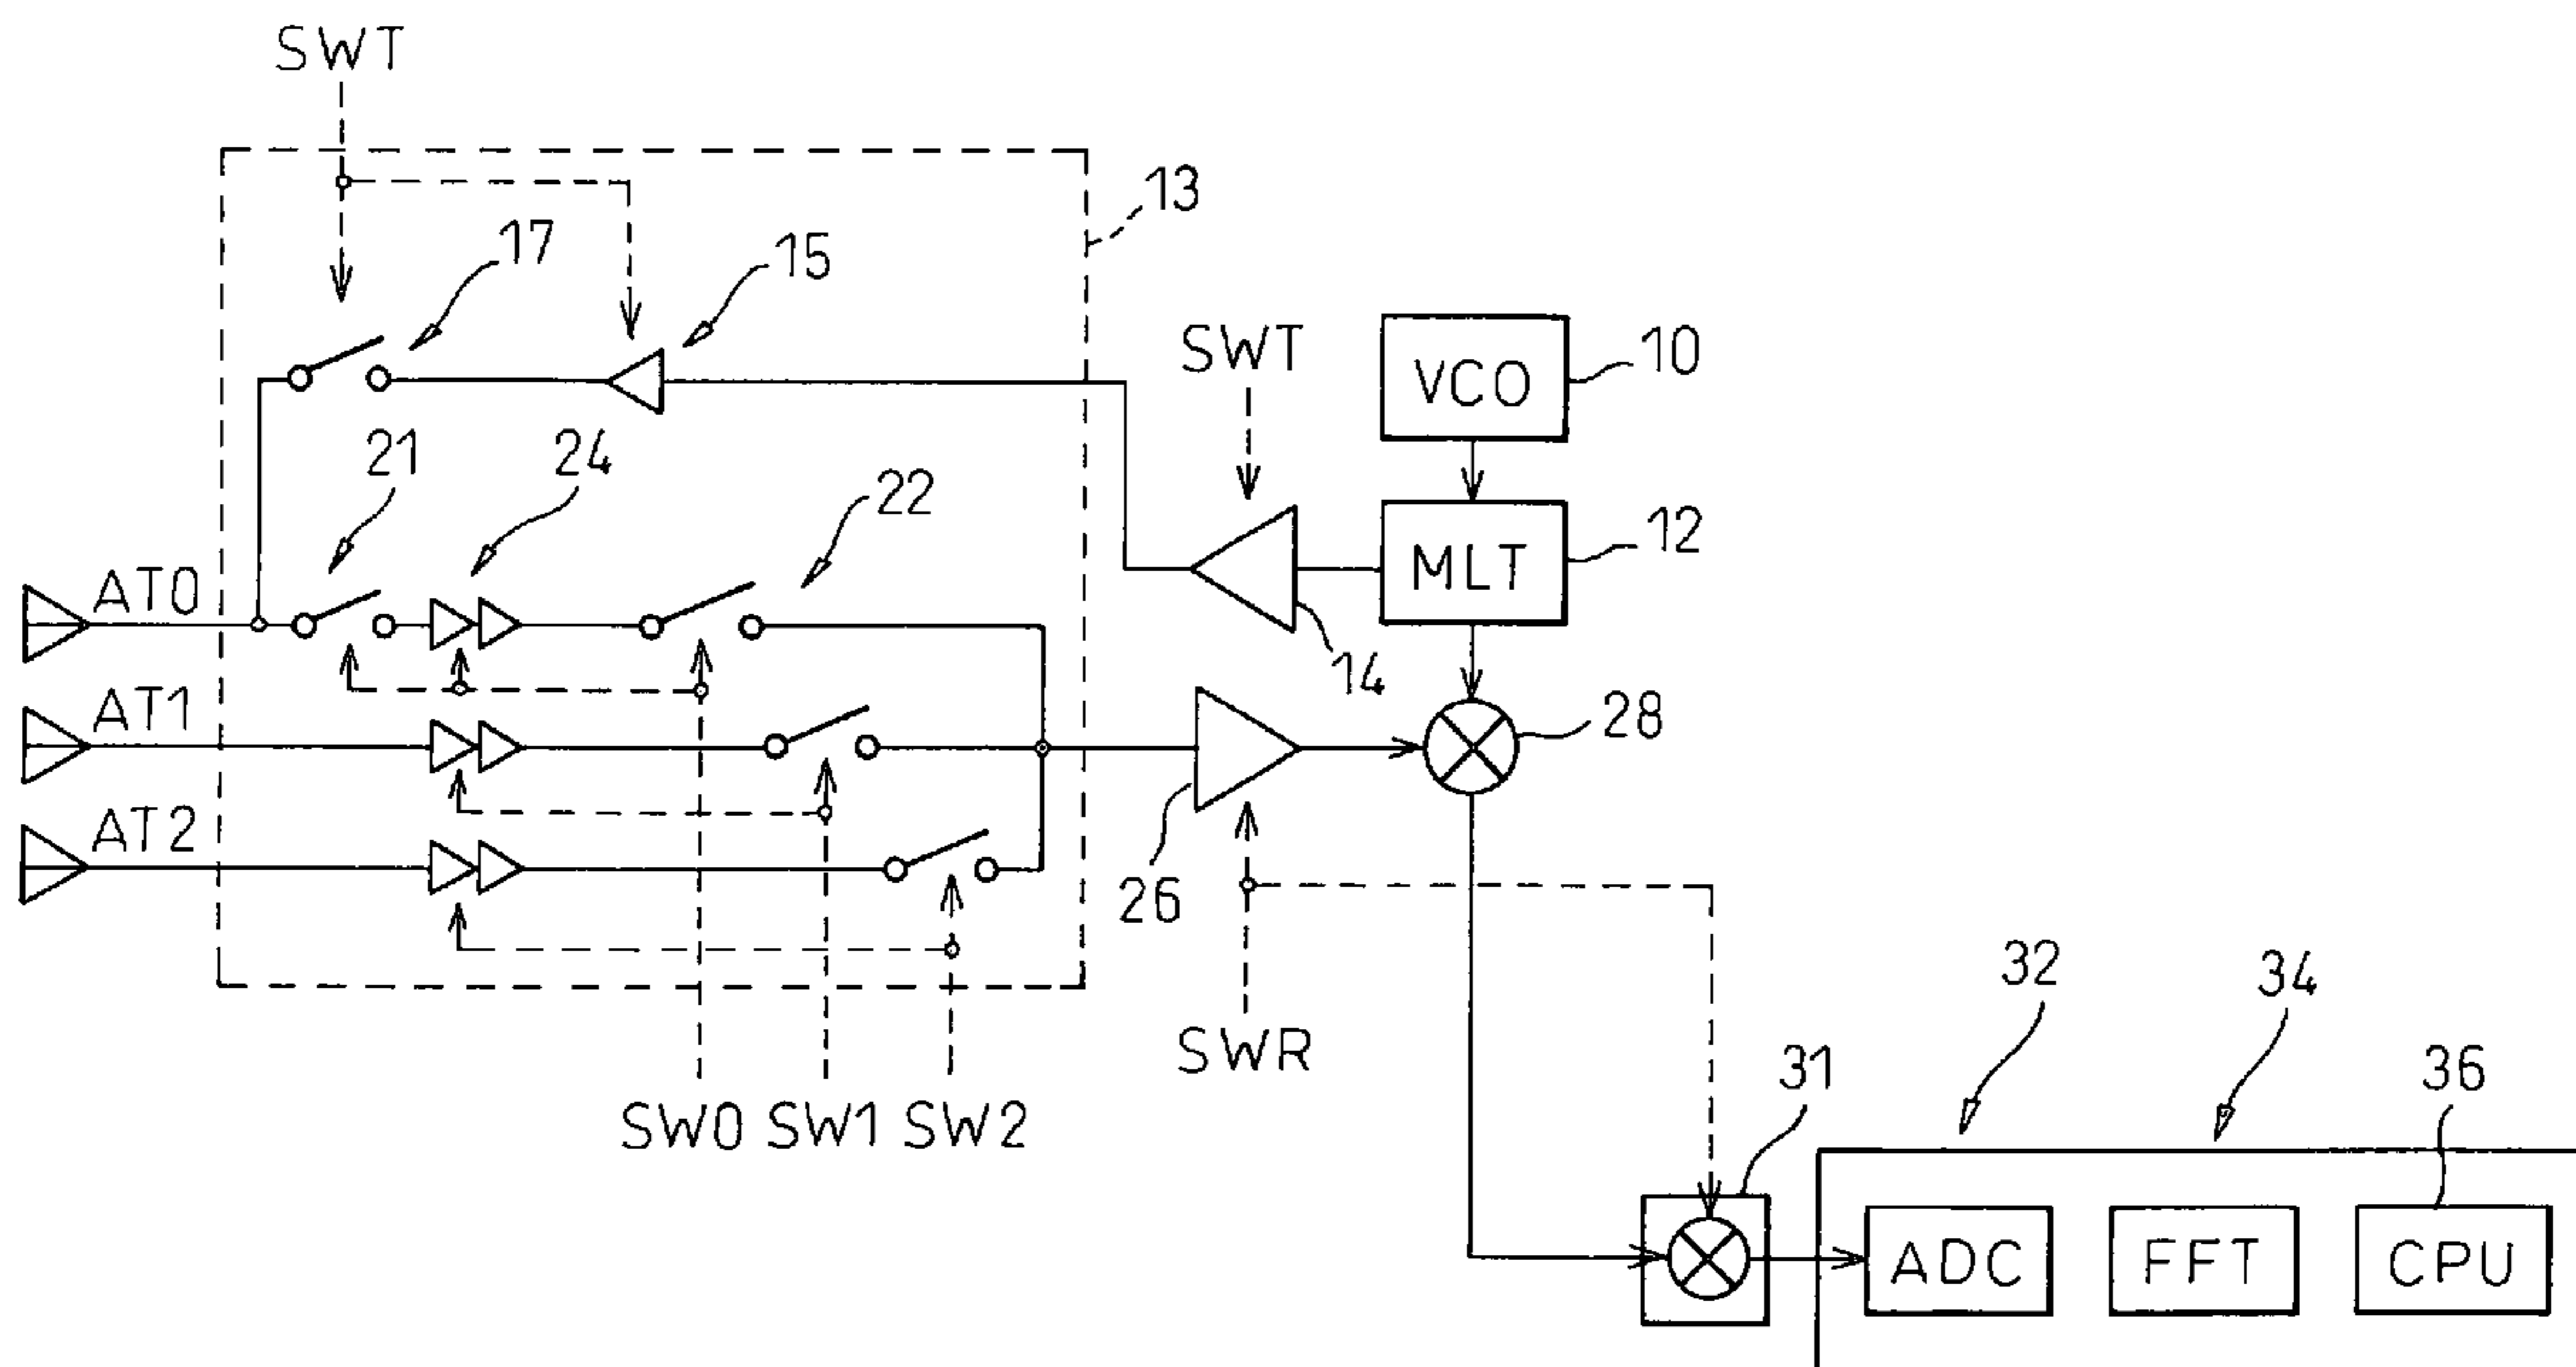 SWT
13
17
15
SWT
VCO
10
21
24
22
MLT
12
AT0
14
AT1
28
AT2
26
32
34
SWR
31
36
SW0 SW1 SW2
ADC
FFT
CPU